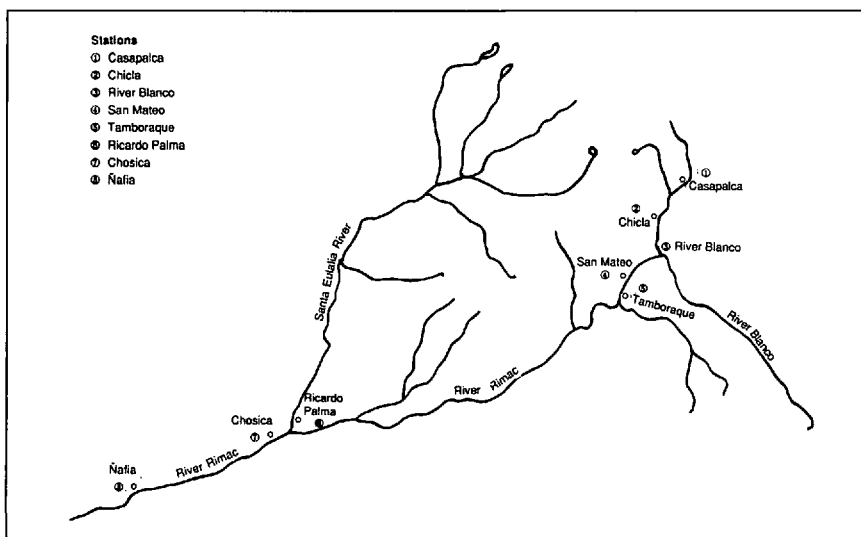 Stations
① Casapalca
② Chicla
③ River Blanco
④ San Mateo
⑤ Tamboraque
⑥ Ricardo Palma
⑦ Chosica
⑧ Ñafia
①
Casapalca
②
Chicla
③ River Blanco
San Mateo
④
⑤
Tamboraque
River Blanco
Santa Eulalia River
River Rimac
Ricardo
Palma
⑥
Chosica
⑦
River Rimac
Ñafia
⑧